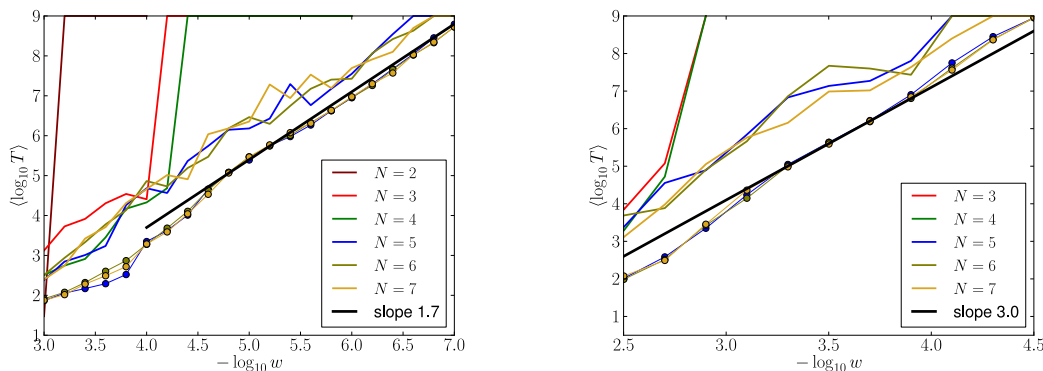 9
8
7
6
5
4
3
2
1
⟨log₁₀ T⟩
N = 2
N = 3
N = 4
N = 5
N = 6
N = 7
slope 1.7
3.0 3.5 4.0 4.5 5.0 5.5 6.0 6.5 7.0
− log₁₀ w
9
8
7
6
5
4
3
2
1
⟨log₁₀ T⟩
N = 3
N = 4
N = 5
N = 6
N = 7
slope 3.0
2.5 3.0 3.5 4.0 4.5
− log₁₀ w